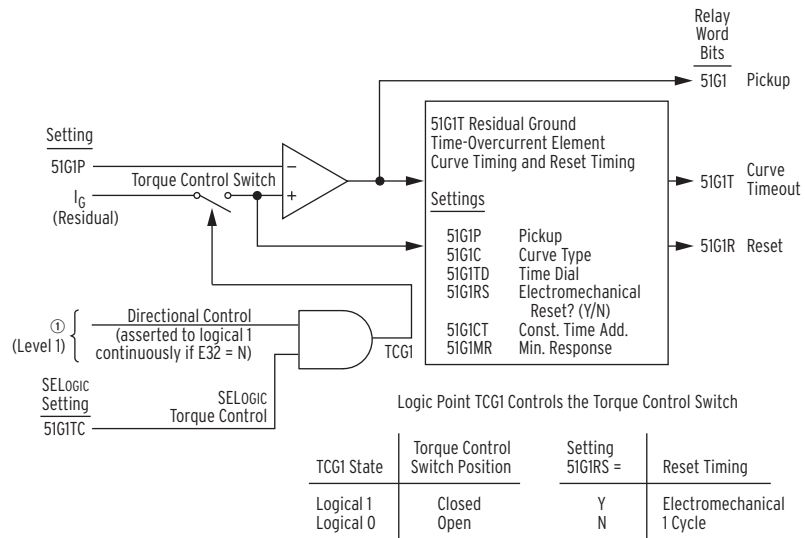 Relay
Word
Bits
51G1 Pickup
Setting
51G1P
IG
(Residual)
Torque Control Switch
−
+
51G1T Residual Ground
Time-Overcurrent Element
Curve Timing and Reset Timing
Settings
51G1P Pickup
51G1C Curve Type
51G1TD Time Dial
51G1RS Electromechanical
Reset? (Y/N)
51G1CT Const. Time Add.
51G1MR Min. Response
51G1T Curve
Timeout
51G1R Reset
①
(Level 1)
Directional Control
(asserted to logical 1
continuously if E32 = N)
TCG1
SELOGIC
Setting
51G1TC
SELOGIC
Torque Control
Logic Point TCG1 Controls the Torque Control Switch
TCG1 State
Torque Control
Switch Position
Setting
51G1RS =
Reset Timing
Logical 1 Closed Y Electromechanical
Logical 0 Open N 1 Cycle